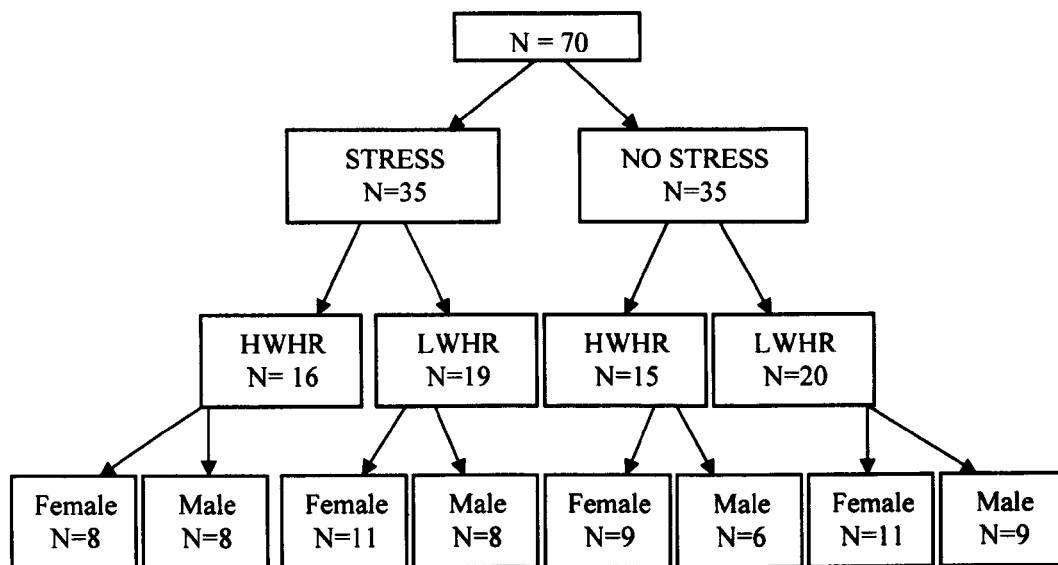 N = 70
STRESS
N=35
NO STRESS
N=35
HWHR
N= 16
LWHR
N=19
HWHR
N=15
LWHR
N=20
Female
N=8
Male
N=8
Female
N=11
Male
N=8
Female
N=9
Male
N=6
Female
N=11
Male
N=9